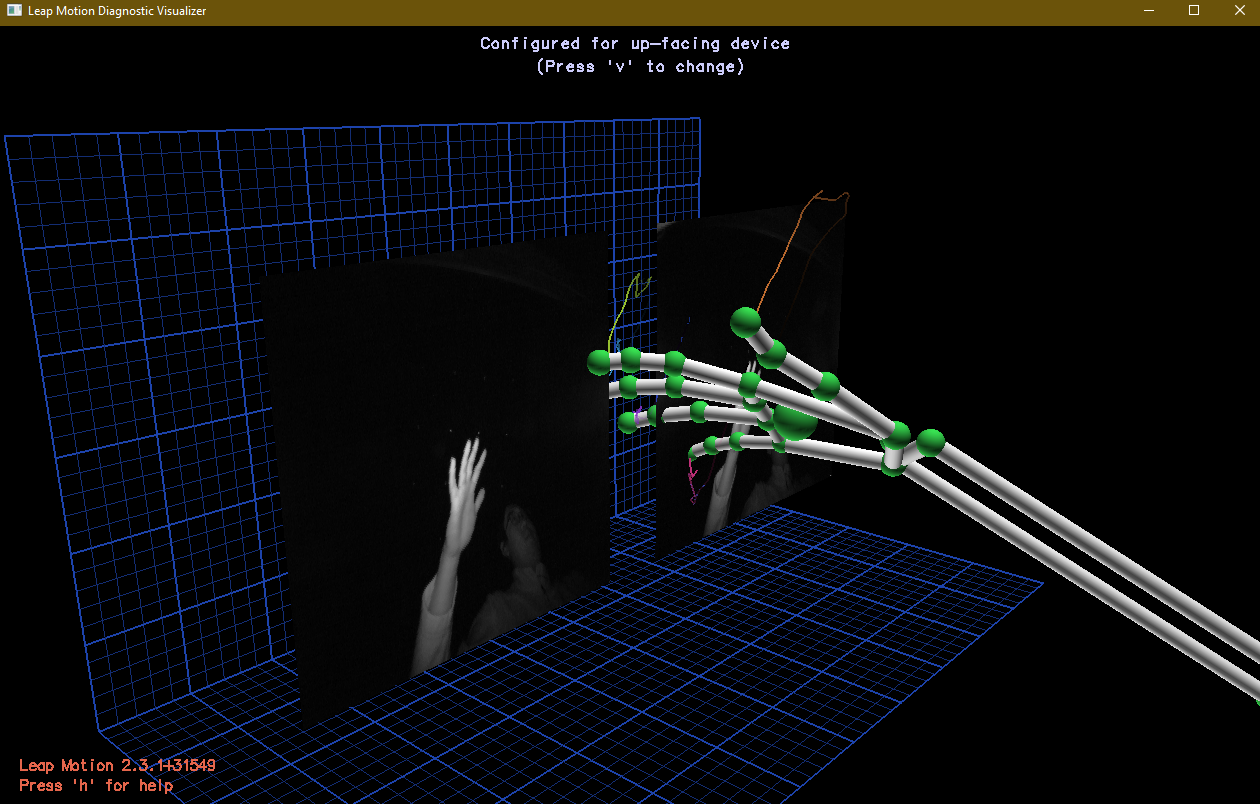 Leap Motion Diagnostic Visualizer
Configured for up-facing device
(Press 'v' to change)
Leap Motion 2.3.1+31549
Press 'h' for help